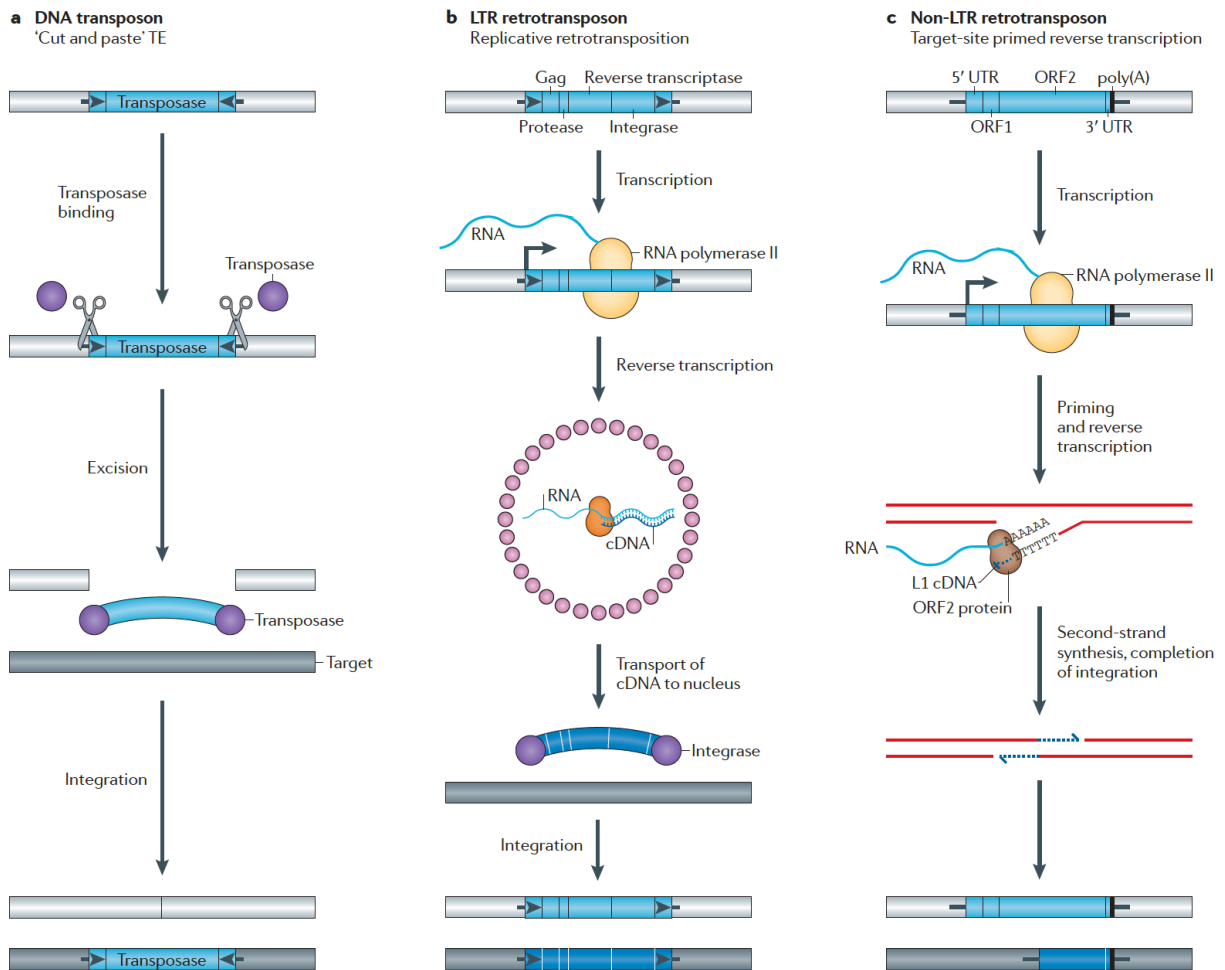 a DNA transposon
‘Cut and paste’ TE
Transposase
Transposase
binding
Transposase
Transposase
Excision
Transposase
Target
Integration
Transposase
b LTR retrotransposon
Replicative retrotransposition
Gag Reverse transcriptase
Protease Integrase
Transcription
RNA
RNA polymerase II
Reverse transcription
RNA
cDNA
Transport of
cDNA to nucleus
Integrase
Integration
c Non-LTR retrotransposon
Target-site primed reverse transcription
5′ UTR ORF2 poly(A)
ORF1 3′ UTR
Transcription
RNA
RNA polymerase II
Priming
and reverse
transcription
AAAAAA
TTTTTT
RNA
L1 cDNA
ORF2 protein
Second-strand
synthesis, completion
of integration